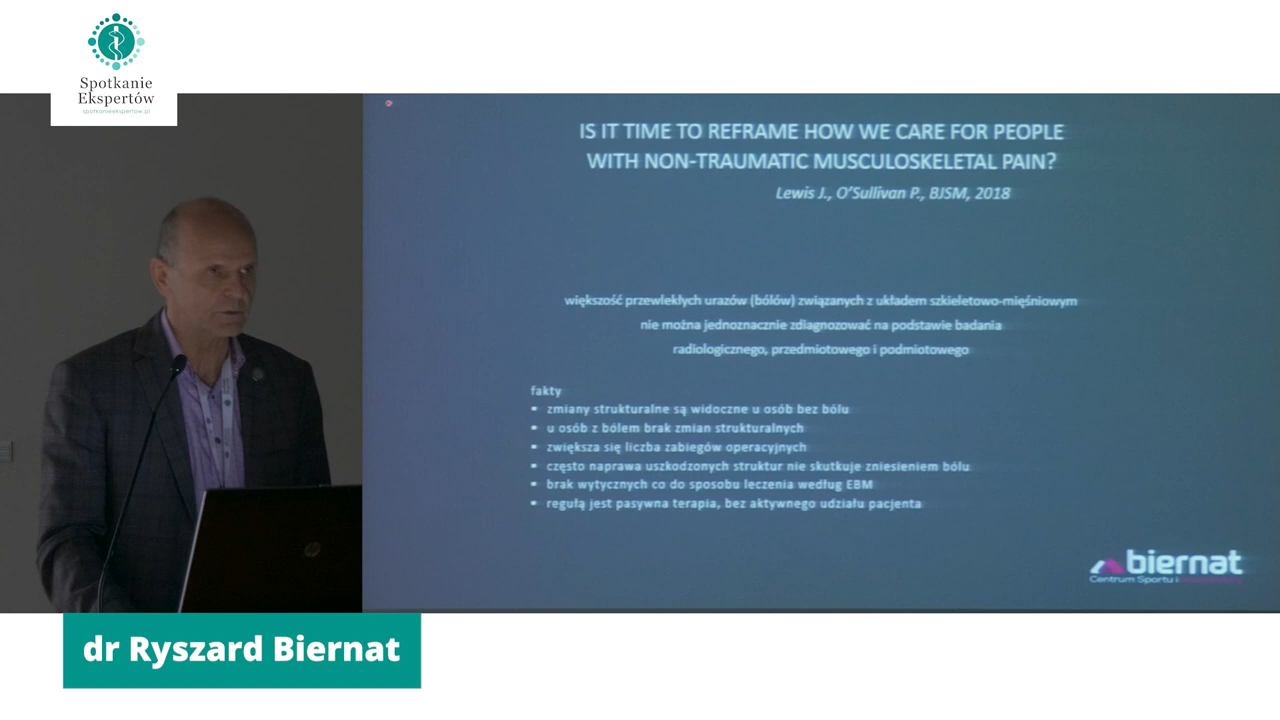 Spotkanie
Ekspertów
spotkanieekspertow.pl
IS IT TIME TO REFRAME HOW WE CARE FOR PEOPLE
WITH NON-TRAUMATIC MUSCULOSKELETAL PAIN?
Lewis J., O'Sullivan P., BJSM, 2018
większość przewlekłych urazów (bólów) związanych z układem szkieletowo-mięśniowym
nie można jednoznacznie zdiagnozować na podstawie badania
radiologicznego, przedmiotowego i podmiotowego
fakty
▪ zmiany strukturalne są widoczne u osób bez bólu
▪ u osób z bólem brak zmian strukturalnych
▪ zwiększa się liczba zabiegów operacyjnych
▪ często naprawa uszkodzonych struktur nie skutkuje zniesieniem bólu
▪ brak wytycznych co do sposobu leczenia według EBM
▪ regułą jest pasywna terapia, bez aktywnego udziału pacjenta
biernat
Centrum Sportu i
hp
dr Ryszard Biernat